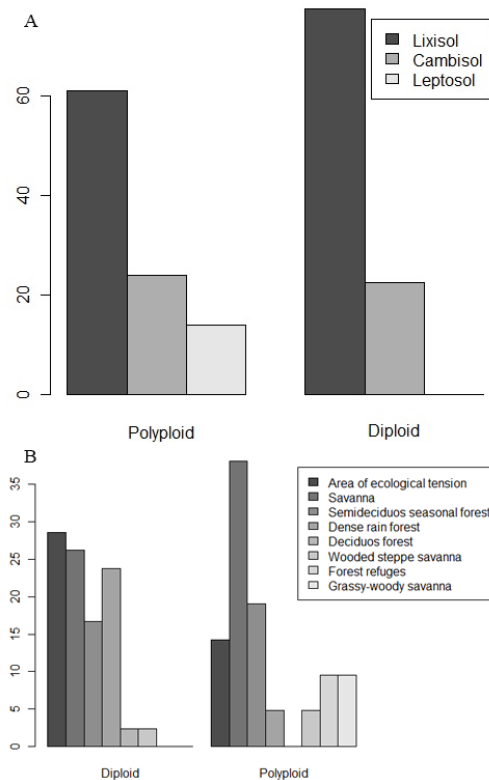 A
Lixisol
Cambisol
Leptosol
60
40
20
0
Polyploid
Diploid
B
Area of ecological tension
Savanna
Semideciduos seasonal forest
Dense rain forest
Deciduos forest
Wooded steppe savanna
Forest refuges
Grassy-woody savanna
35
30
25
20
15
10
5
0
Diploid
Polyploid